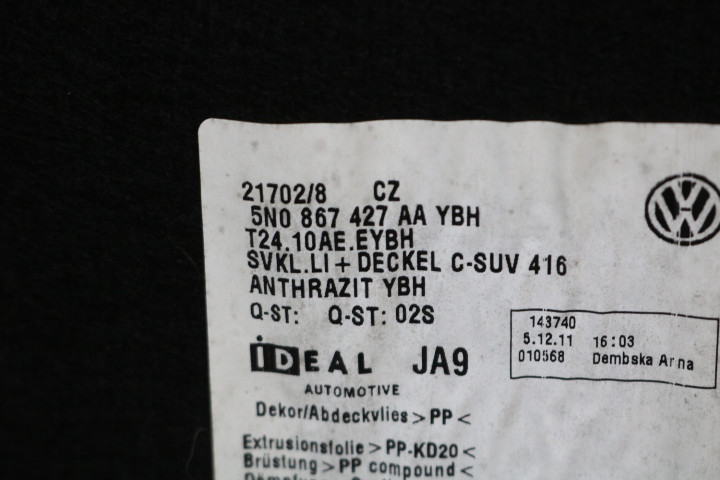 21702/8 CZ
5N0 867 427 AA YBH
T24.10AE.EYBH
SVKL.LI + DECKEL C-SUV 416
ANTHRAZIT YBH
Q-ST: Q-ST: 02S
143740
5.12.11 16:03
010568 Dembska Anna
IDEAL JA9
AUTOMOTIVE
Dekor/Abdeckvlies > PP <
Extrusionsfolie > PP-KD20 <
Brüstung > PP compound <